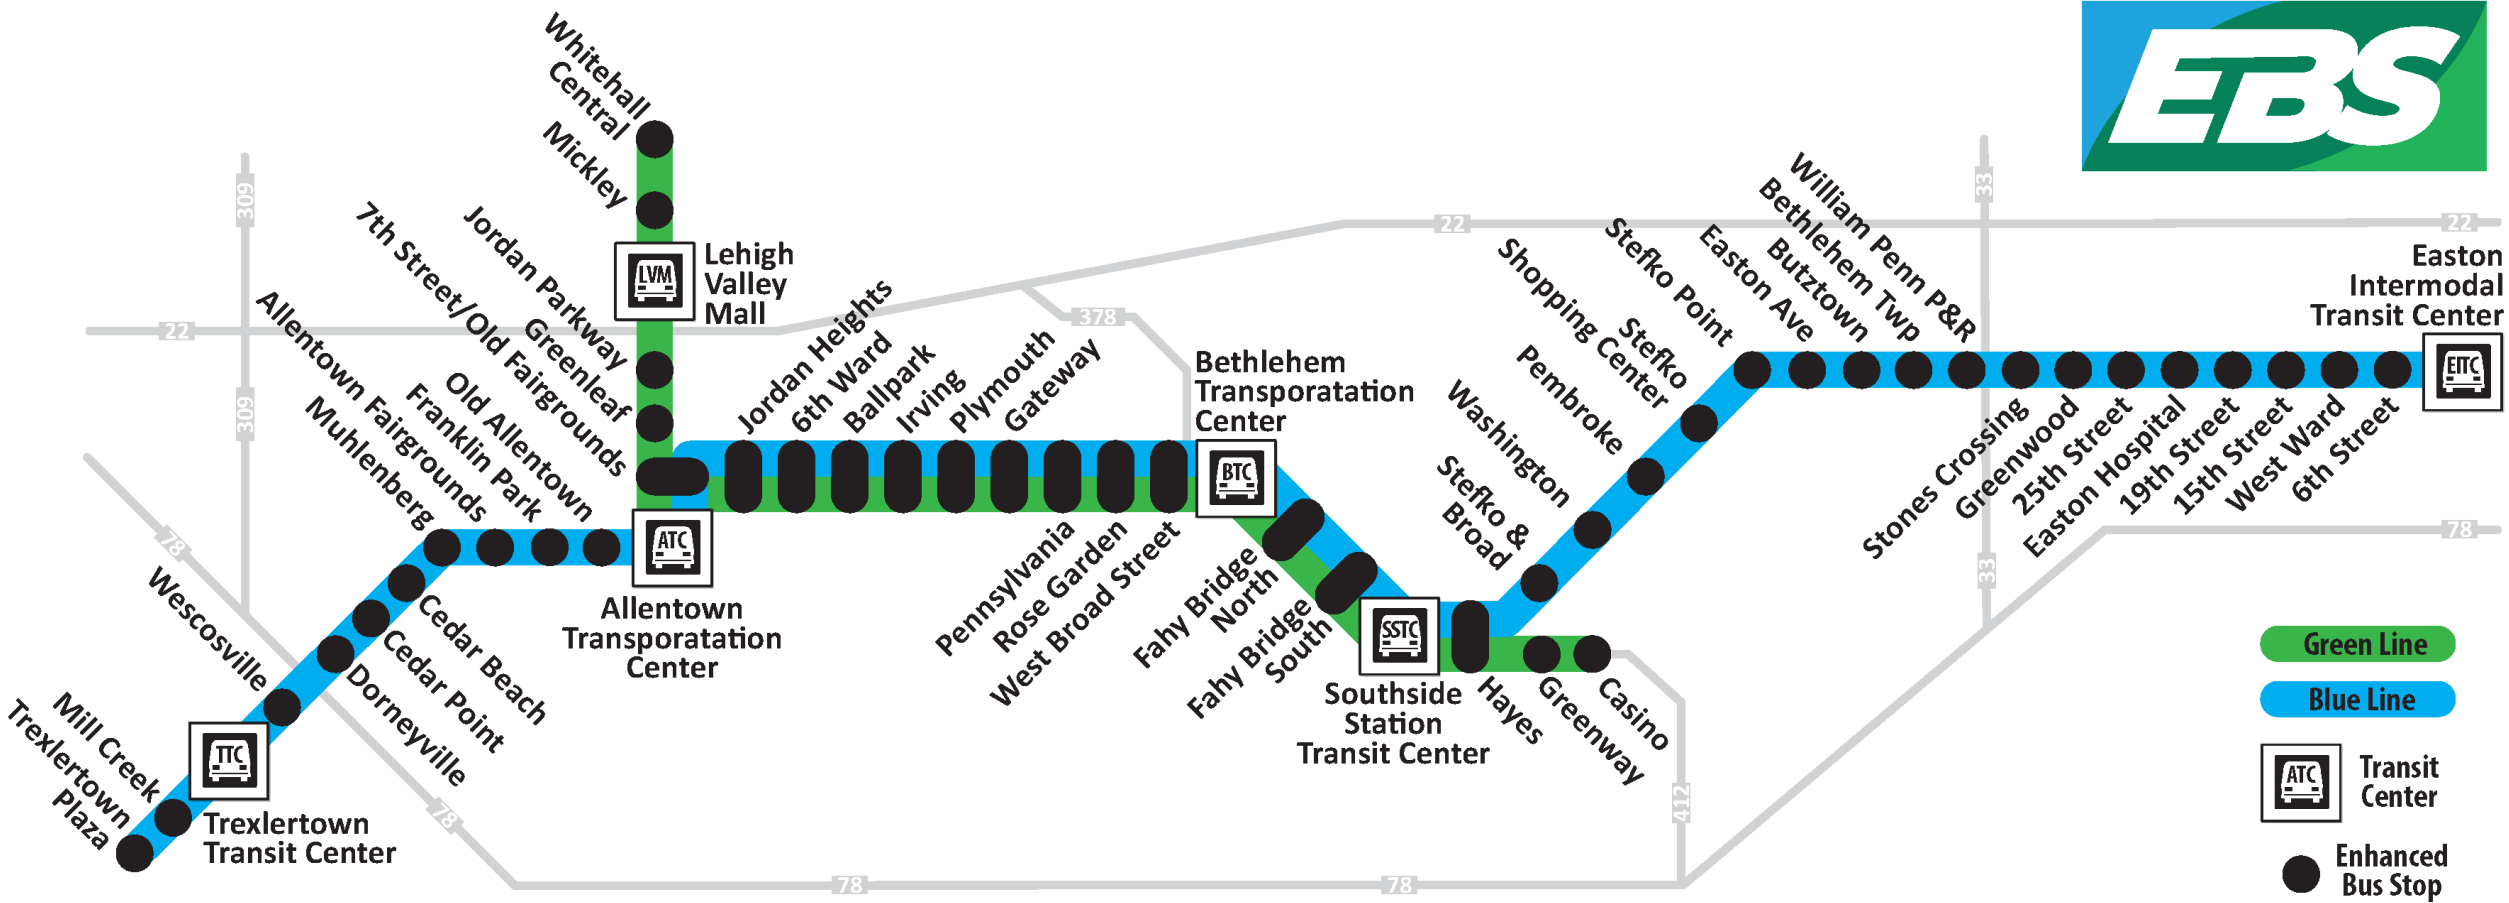 EBS
Whitehall
Central
Mickley
LVM
Lehigh
Valley
Mall
Jordan Parkway
Greenleaf
7th Street/Old Fairgrounds
Allentown Fairgrounds
Franklin Park
Old Allentown
Muhlenberg
ATC
Allentown
Transporatation
Center
Cedar Beach
Cedar Point
Dorneyville
Wescosville
TTC
Trexlertown
Transit Center
Mill Creek
Trexlertown
Plaza
Jordan Heights
6th Ward
Ballpark
Irving
Plymouth
Gateway
Pennsylvania
Rose Garden
West Broad Street
Bethlehem
Transporatation
Center
BTC
Fahy Bridge
North
Fahy Bridge
South
SSTC
Southside
Station
Transit Center
Hayes
Greenway
Casino
Stefko &
Broad
Washington
Pembroke
Stefko
Shopping Center
Stefko Point
Easton Ave
Butztown
Bethlehem Twp
William Penn P&R
Stones Crossing
Greenwood
25th Street
Easton Hospital
19th Street
15th Street
West Ward
6th Street
Easton
Intermodal
Transit Center
EITC
309
309
22
22
22
378
33
33
78
78
78
78
78
412
Green Line
Blue Line
ATC
Transit
Center
Enhanced
Bus Stop